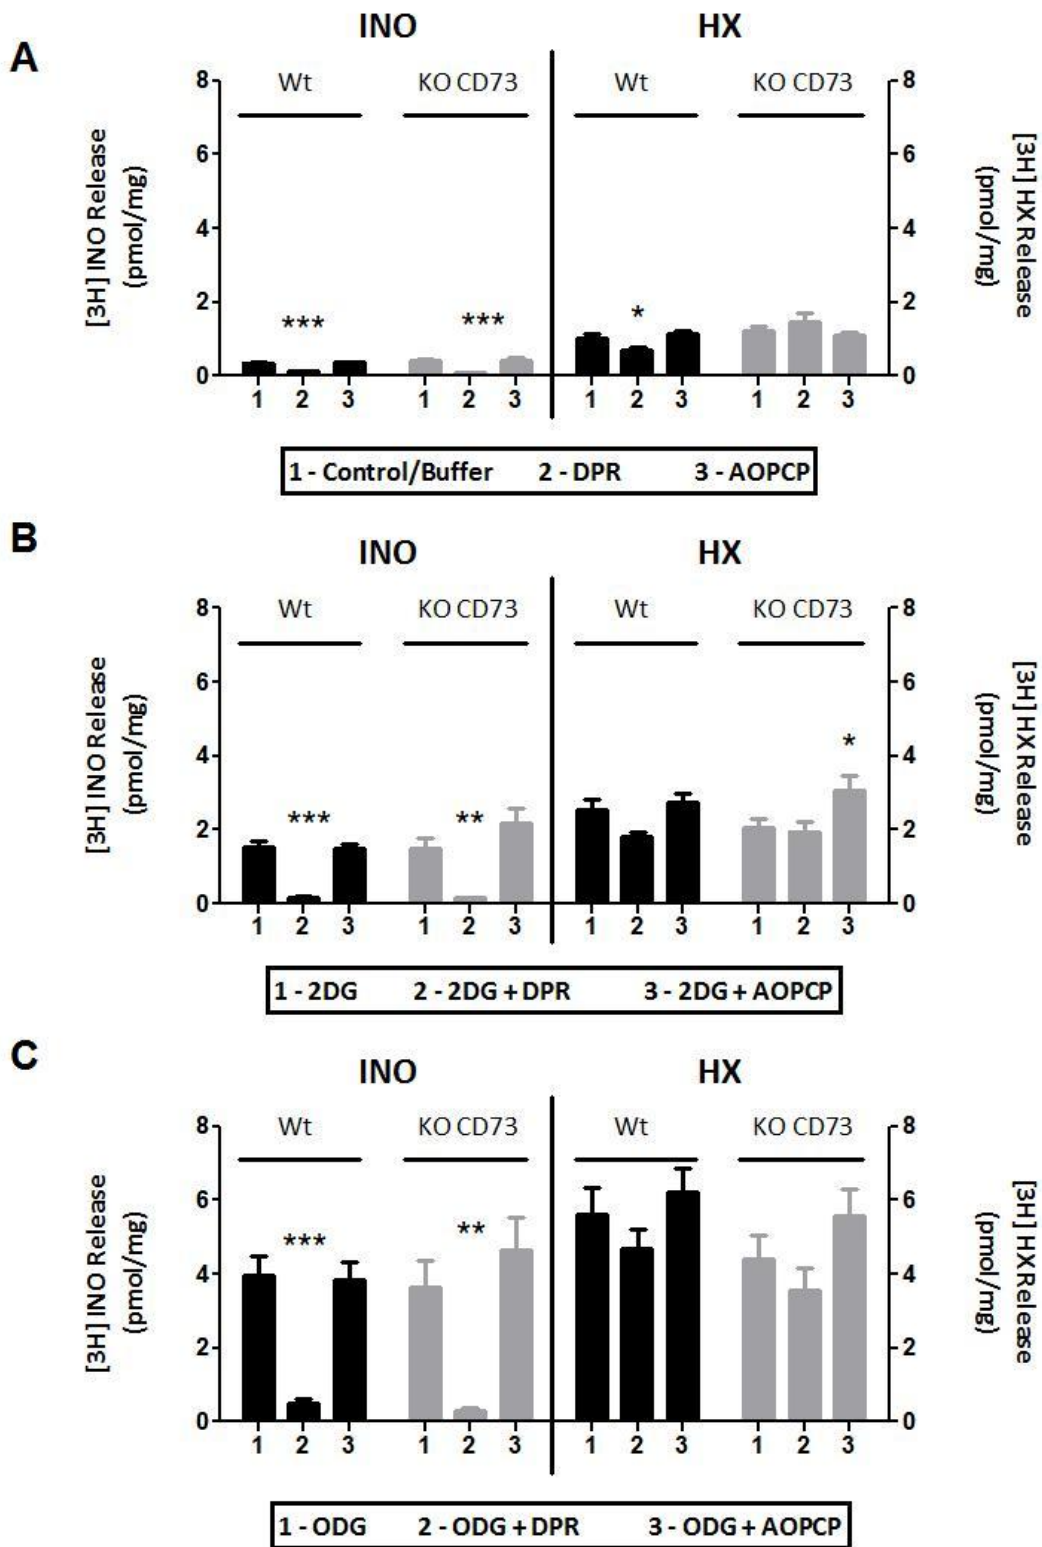 A
INO HX
Wt KO CD73 Wt KO CD73
[3H] INO Release
(pmol/mg)
8 6 4 2 0
*** *** *
8 6 4 2 0
[3H] HX Release
(pmol/mg)
1 2 3 1 2 3 1 2 3 1 2 3
1 - Control/Buffer 2 - DPR 3 - AOPCP
B
INO HX
Wt KO CD73 Wt KO CD73
[3H] INO Release
(pmol/mg)
8 6 4 2 0
*** ** *
8 6 4 2 0
[3H] HX Release
(pmol/mg)
1 2 3 1 2 3 1 2 3 1 2 3
1 - 2DG 2 - 2DG + DPR 3 - 2DG + AOPCP
C
INO HX
Wt KO CD73 Wt KO CD73
[3H] INO Release
(pmol/mg)
8 6 4 2 0
*** **
8 6 4 2 0
[3H] HX Release
(pmol/mg)
1 2 3 1 2 3 1 2 3 1 2 3
1 - ODG 2 - ODG + DPR 3 - ODG + AOPCP